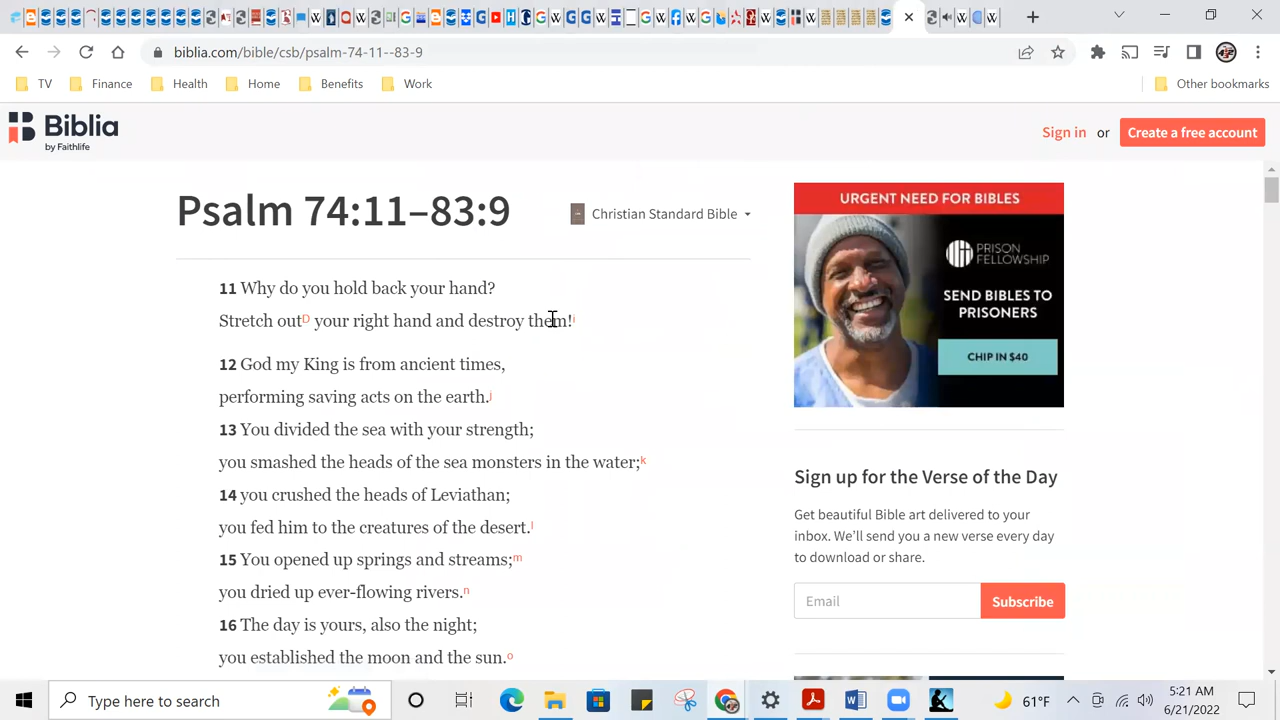 biblia.com/bible/csb/psalm-74-11--83-9
TV Finance Health Home Benefits Work Other bookmarks
Biblia
by Faithlife
Sign in or Create a free account
Psalm 74:11–83:9
Christian Standard Bible
11 Why do you hold back your hand?
Stretch outD your right hand and destroy them!i
12 God my King is from ancient times,
performing saving acts on the earth.j
13 You divided the sea with your strength;
you smashed the heads of the sea monsters in the water;k
14 you crushed the heads of Leviathan;
you fed him to the creatures of the desert.l
15 You opened up springs and streams;m
you dried up ever-flowing rivers.n
16 The day is yours, also the night;
you established the moon and the sun.o
URGENT NEED FOR BIBLES
PRISON
FELLOWSHIP
SEND BIBLES TO
PRISONERS
CHIP IN $40
Sign up for the Verse of the Day
Get beautiful Bible art delivered to your
inbox. We'll send you a new verse every day
to download or share.
Email Subscribe
Type here to search
61°F
5:21 AM
6/21/2022